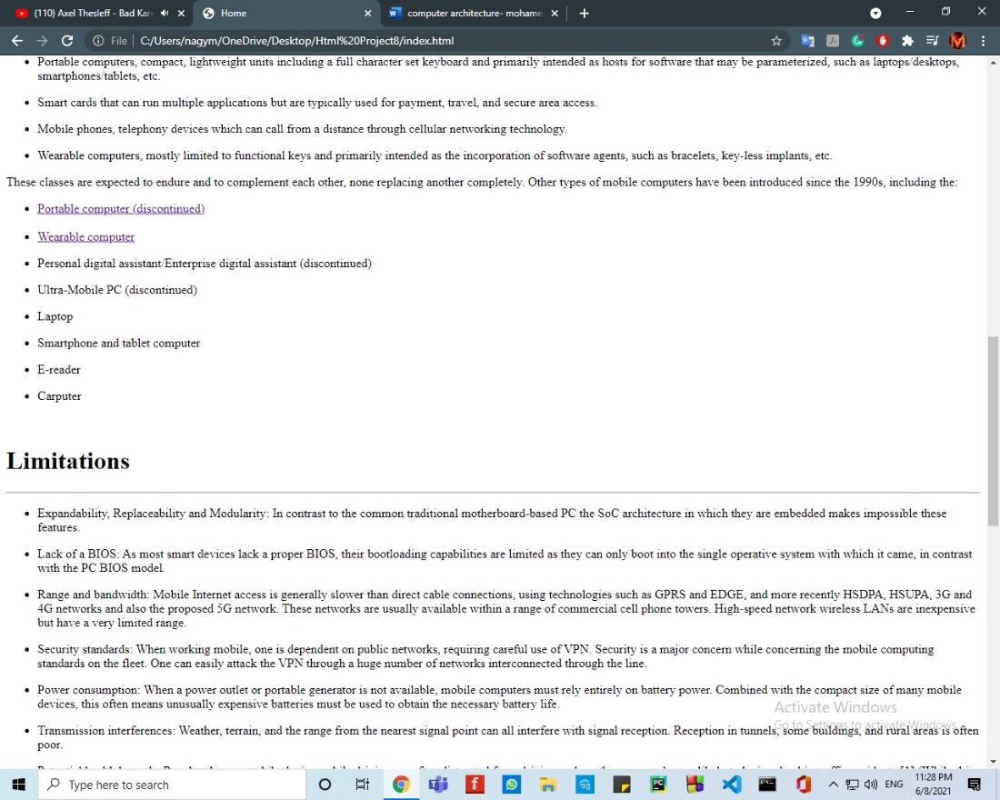 (110) Axel Thesleff - Bad Kar
Home
computer architecture- mohame
File
C:/Users/nagym/OneDrive/Desktop/Html%20Project8/index.html
• Portable computers, compact, lightweight units including a full character set keyboard and primarily intended as hosts for software that may be parameterized, such as laptops/desktops,
smartphones/tablets, etc.
• Smart cards that can run multiple applications but are typically used for payment, travel, and secure area access.
• Mobile phones, telephony devices which can call from a distance through cellular networking technology.
• Wearable computers, mostly limited to functional keys and primarily intended as the incorporation of software agents, such as bracelets, key-less implants, etc.
These classes are expected to endure and to complement each other, none replacing another completely. Other types of mobile computers have been introduced since the 1990s, including the:
• Portable computer (discontinued)
• Wearable computer
• Personal digital assistant/Enterprise digital assistant (discontinued)
• Ultra-Mobile PC (discontinued)
• Laptop
• Smartphone and tablet computer
• E-reader
• Carputer
Limitations
• Expandability, Replaceability and Modularity: In contrast to the common traditional motherboard-based PC the SoC architecture in which they are embedded makes impossible these
features.
• Lack of a BIOS: As most smart devices lack a proper BIOS, their bootloading capabilities are limited as they can only boot into the single operative system with which it came, in contrast
with the PC BIOS model.
• Range and bandwidth: Mobile Internet access is generally slower than direct cable connections, using technologies such as GPRS and EDGE, and more recently HSDPA, HSUPA, 3G and
4G networks and also the proposed 5G network. These networks are usually available within a range of commercial cell phone towers. High-speed network wireless LANs are inexpensive
but have a very limited range.
• Security standards: When working mobile, one is dependent on public networks, requiring careful use of VPN. Security is a major concern while concerning the mobile computing
standards on the fleet. One can easily attack the VPN through a huge number of networks interconnected through the line.
• Power consumption: When a power outlet or portable generator is not available, mobile computers must rely entirely on battery power. Combined with the compact size of many mobile
devices, this often means unusually expensive batteries must be used to obtain the necessary battery life.
Activate Windows
Go to Settings to activate Windows.
• Transmission interferences: Weather, terrain, and the range from the nearest signal point can all interfere with signal reception. Reception in tunnels, some buildings, and rural areas is often
poor.
Type here to search
ENG
11:28 PM
6/8/2021